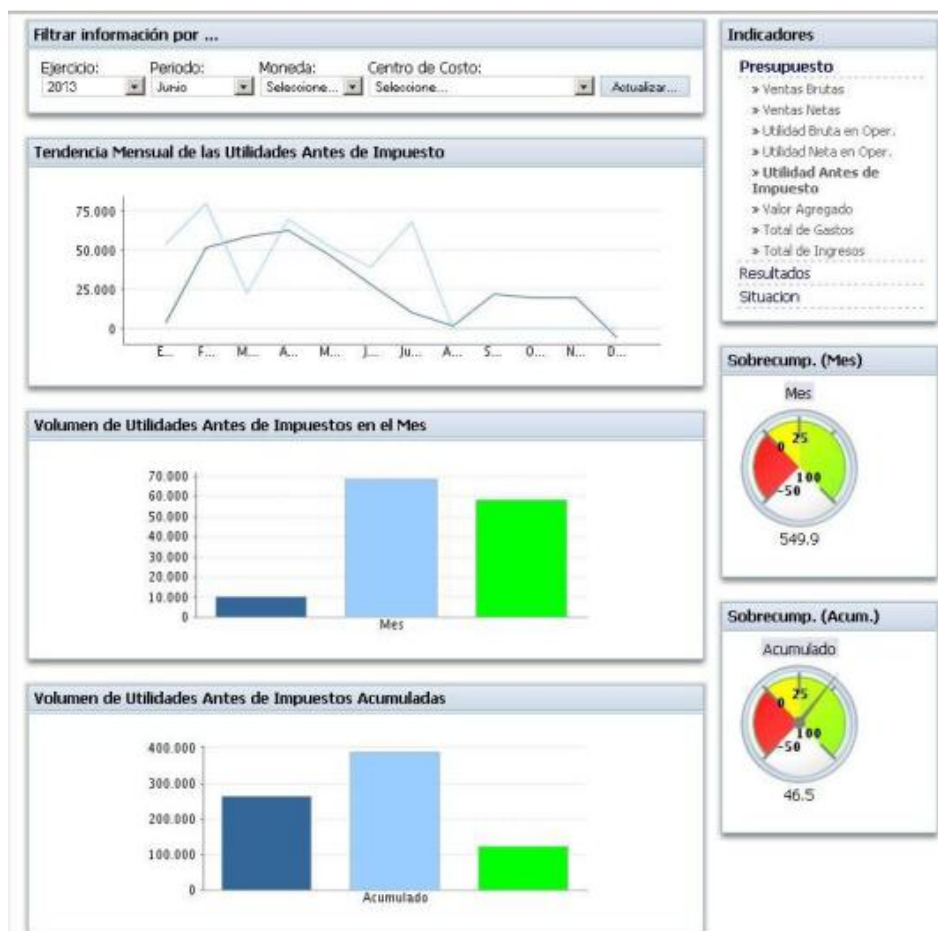 Filtrar información por ...
Ejercicio: Periodo: Moneda: Centro de Costo:
2013 Junio Seleccione... Seleccione... Actualizar...
Tendencia Mensual de las Utilidades Antes de Impuesto
75.000
50.000
25.000
0
E... F... M... A... M... J... Ju... A... S... O... N... D...
Volumen de Utilidades Antes de Impuestos en el Mes
70.000
60.000
50.000
40.000
30.000
20.000
10.000
0
Mes
Volumen de Utilidades Antes de Impuestos Acumuladas
400.000
300.000
200.000
100.000
0
Acumulado
Indicadores
Presupuesto
» Ventas Brutas
» Ventas Netas
» Utilidad Bruta en Oper.
» Utilidad Neta en Oper.
» Utilidad Antes de
Impuesto
» Valor Agregado
» Total de Gastos
» Total de Ingresos
Resultados
Situacion
Sobrecump. (Mes)
Mes
0 25
-50 100
549.9
Sobrecump. (Acum.)
Acumulado
0 25
-50 100
46.5